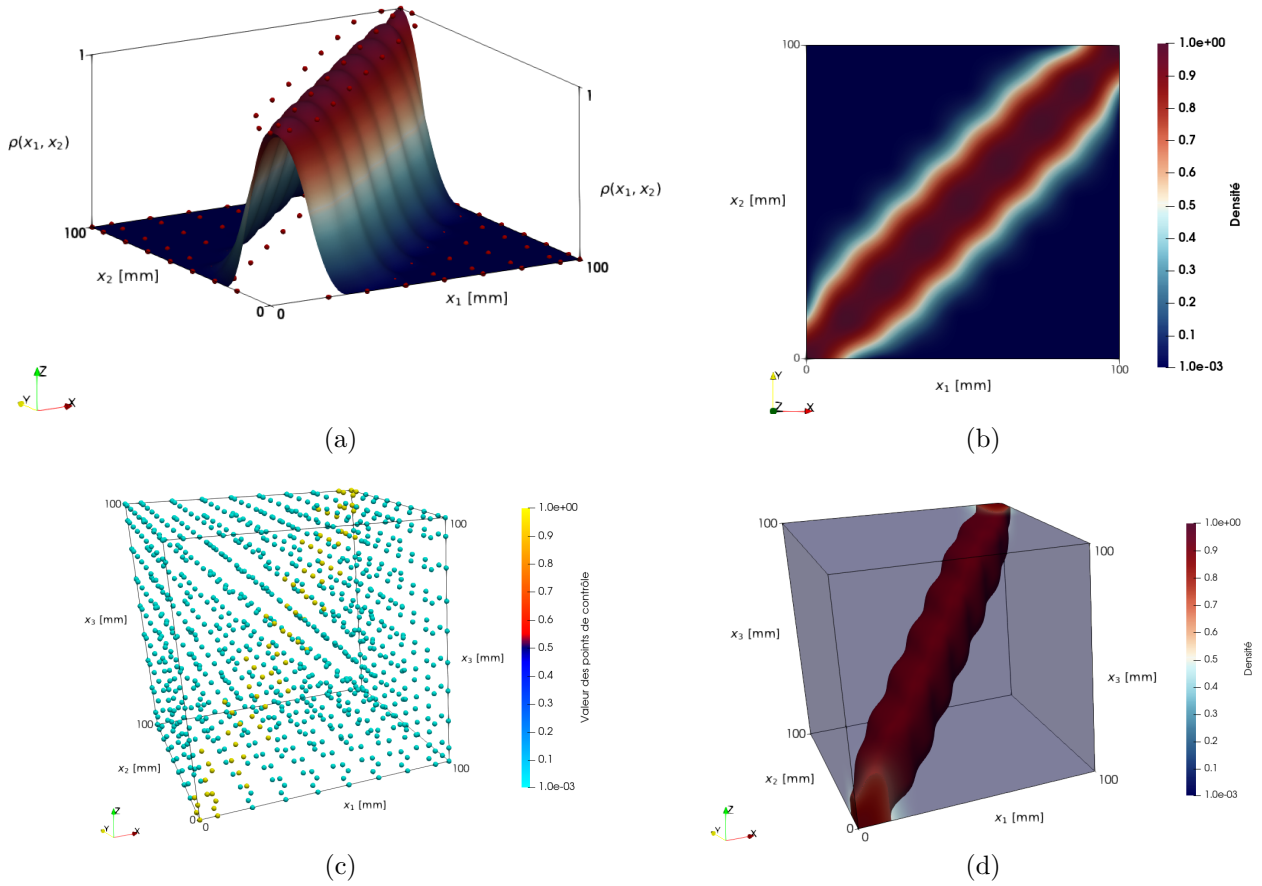 1
1
ρ(x₁, x₂)
ρ(x₁, x₂)
100
x₂ [mm]
0
0
x₁ [mm]
100
Z
Y
X
(a)
100
x₂ [mm]
0
0
100
x₁ [mm]
1.0e+00
0.9
0.8
0.7
0.6
0.5
0.4
0.3
0.2
0.1
1.0e-03
Densité
Y
Z
X
(b)
100
100
x₃ [mm]
x₃ [mm]
100
x₂ [mm]
100
x₁ [mm]
0
0
1.0e+00
0.9
0.8
0.7
0.6
0.5
0.4
0.3
0.2
0.1
1.0e-03
Valeur des points de contrôle
Z
Y
X
(c)
100
100
x₃ [mm]
x₃ [mm]
100
x₂ [mm]
100
x₁ [mm]
0
0
1.0e+00
0.9
0.8
0.7
0.6
0.5
0.4
0.3
0.2
0.1
1.0e-03
Densité
Z
Y
X
(d)